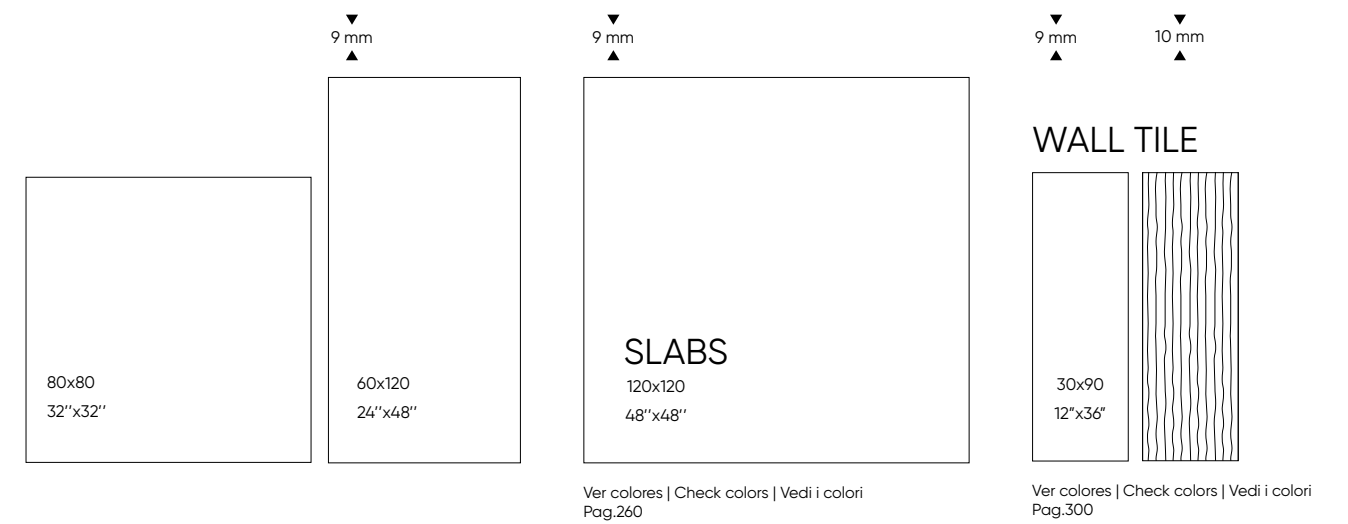 9 mm
9 mm
9 mm
10 mm
80x80
32’’x32’’
60x120
24’’x48’’
SLABS
120x120
48’’x48’’
Ver colores | Check colors | Vedi i colori
Pag.260
WALL TILE
30x90
12”x36”
Ver colores | Check colors | Vedi i colori
Pag.300